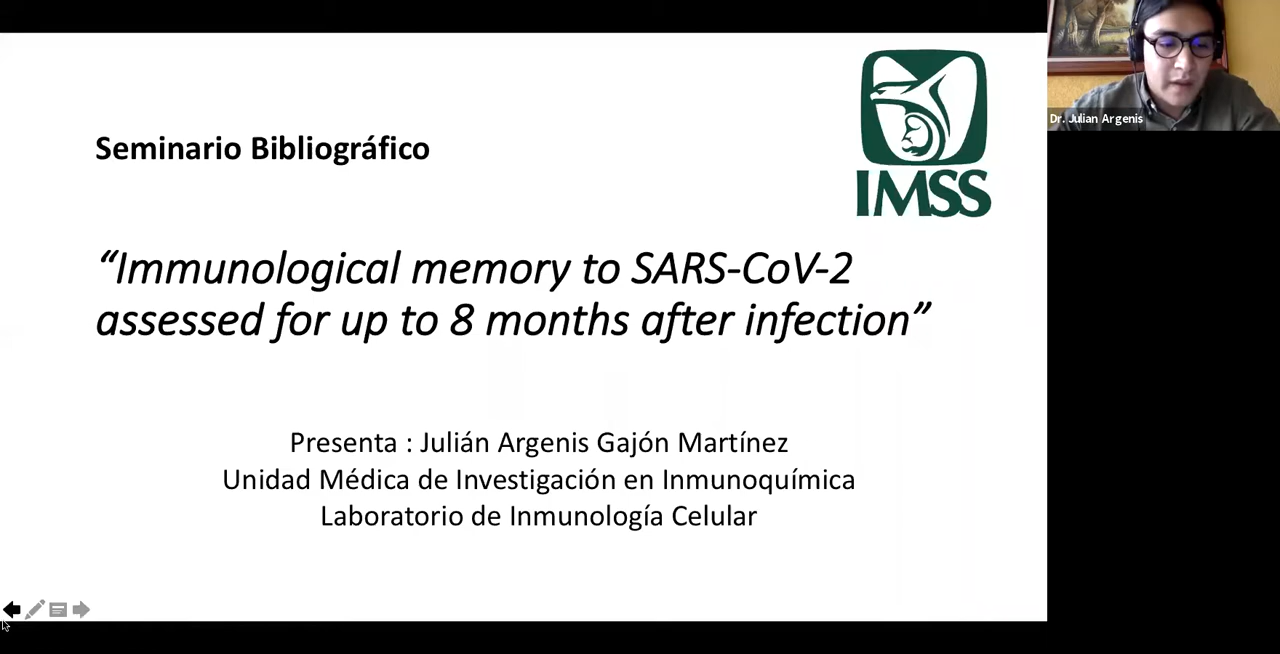 Seminario Bibliográfico
IMSS
“Immunological memory to SARS-CoV-2
assessed for up to 8 months after infection”
Presenta : Julián Argenis Gajón Martínez
Unidad Médica de Investigación en Inmunoquímica
Laboratorio de Inmunología Celular
Dr. Julian Argenis